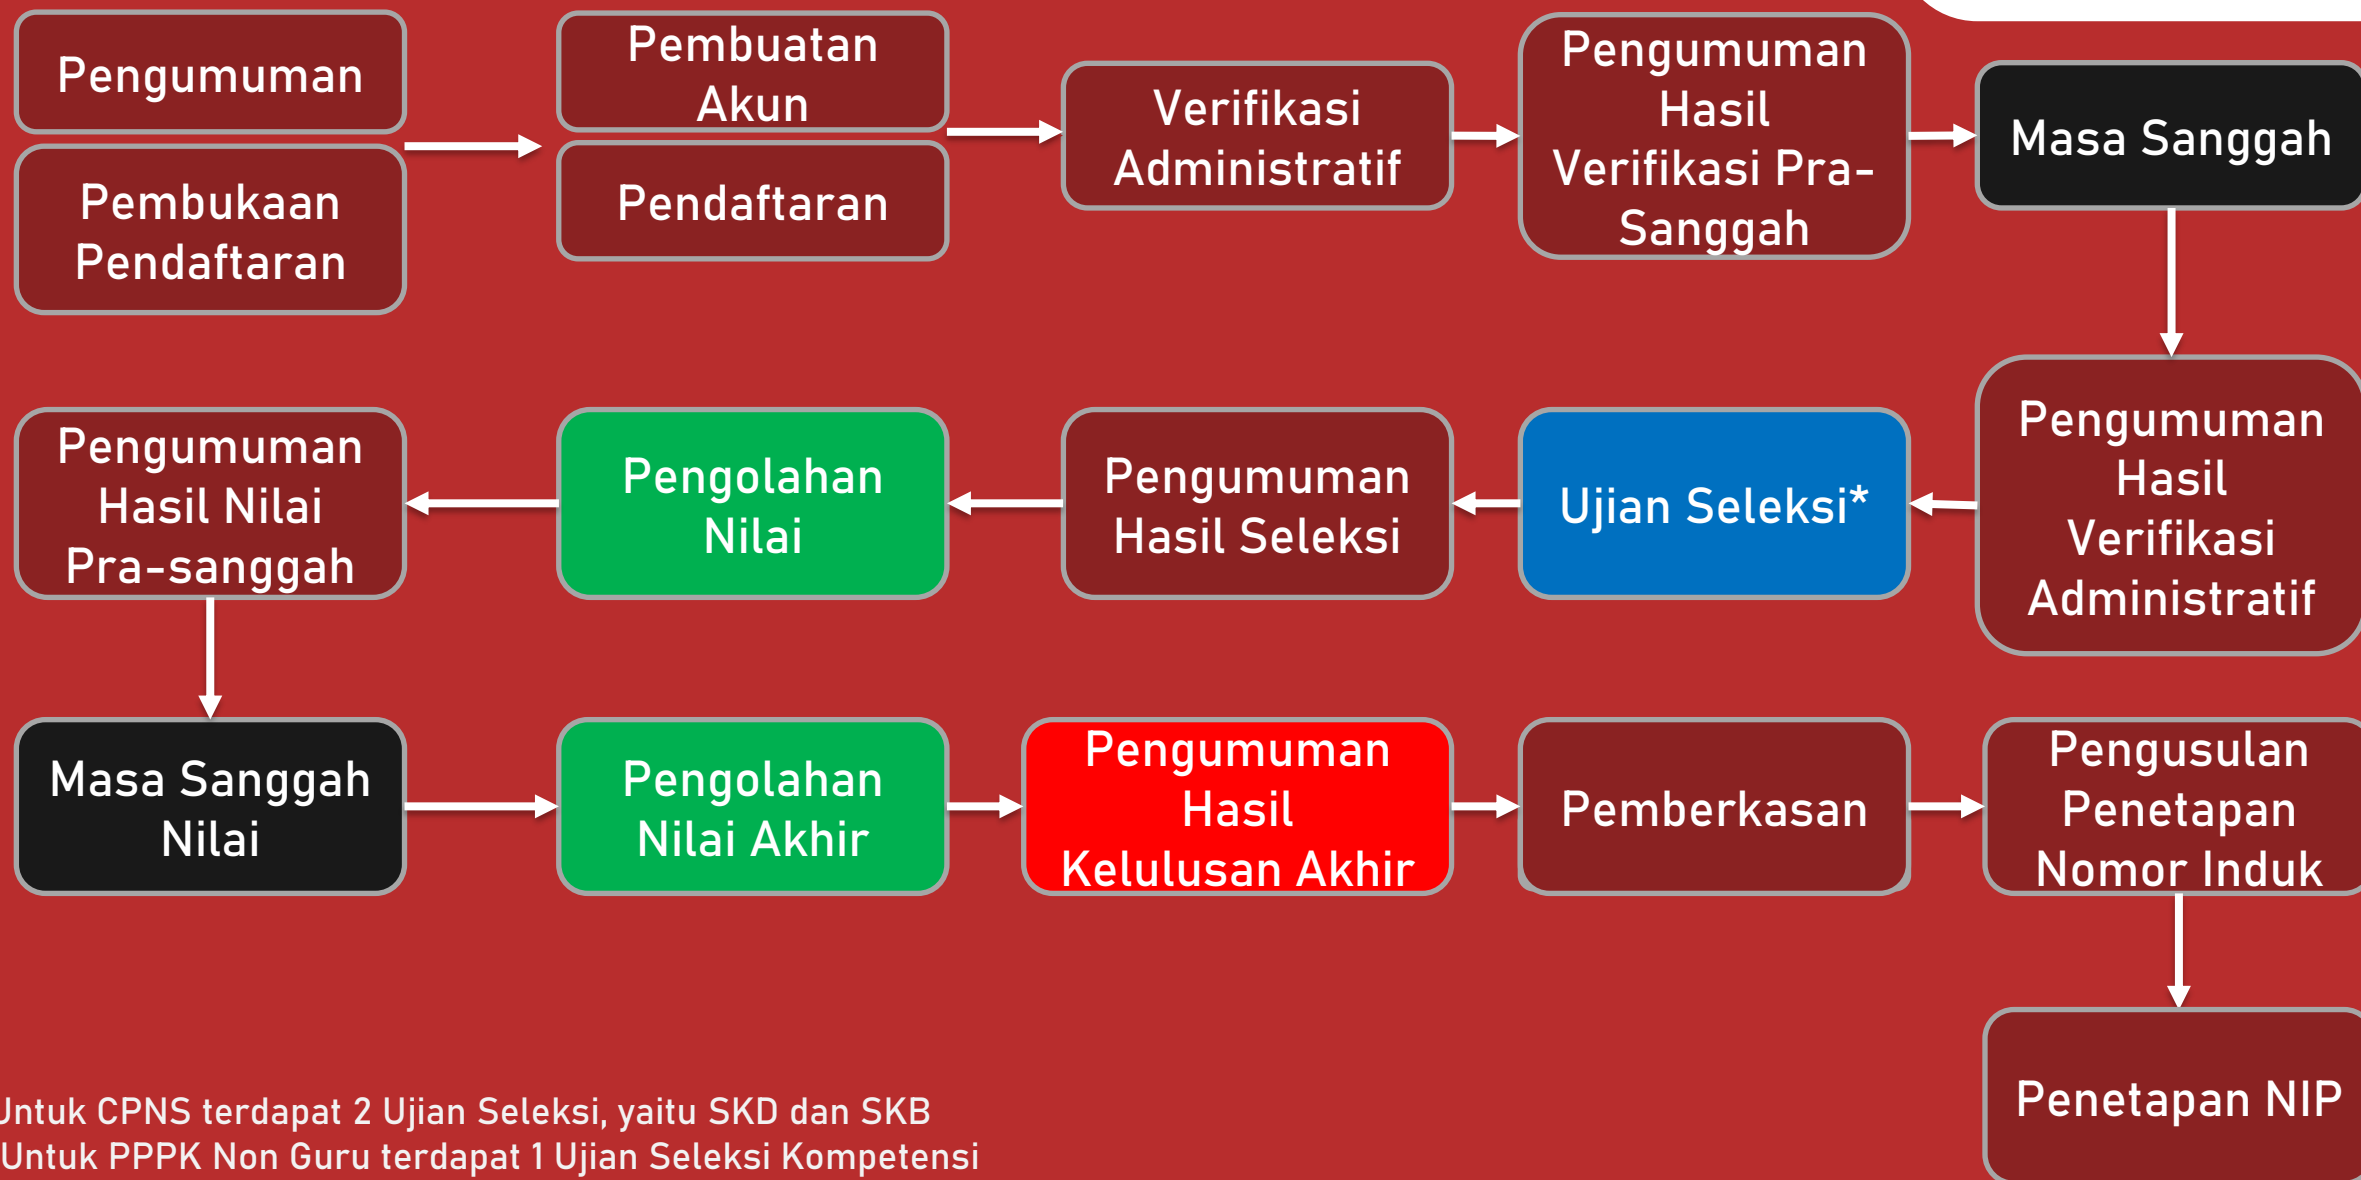 Pengumuman
Pembukaan
Pendaftaran
Pembuatan
Akun
Pendaftaran
Verifikasi
Administratif
Pengumuman
Hasil
Verifikasi Pra-
Sanggah
Masa Sanggah
Pengumuman
Hasil
Verifikasi
Administratif
Ujian Seleksi*
Pengumuman
Hasil Seleksi
Pengolahan
Nilai
Pengumuman
Hasil Nilai
Pra-sanggah
Masa Sanggah
Nilai
Pengolahan
Nilai Akhir
Pengumuman
Hasil
Kelulusan Akhir
Pemberkasan
Pengusulan
Penetapan
Nomor Induk
Penetapan NIP
Untuk CPNS terdapat 2 Ujian Seleksi, yaitu SKD dan SKB
Untuk PPPK Non Guru terdapat 1 Ujian Seleksi Kompetensi